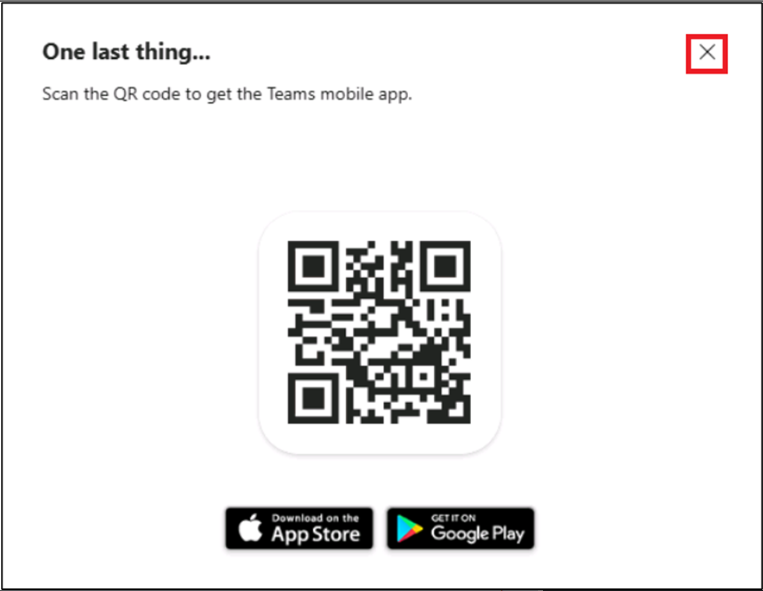 One last thing...
Scan the QR code to get the Teams mobile app.
Download on the
App Store
GET IT ON
Google Play